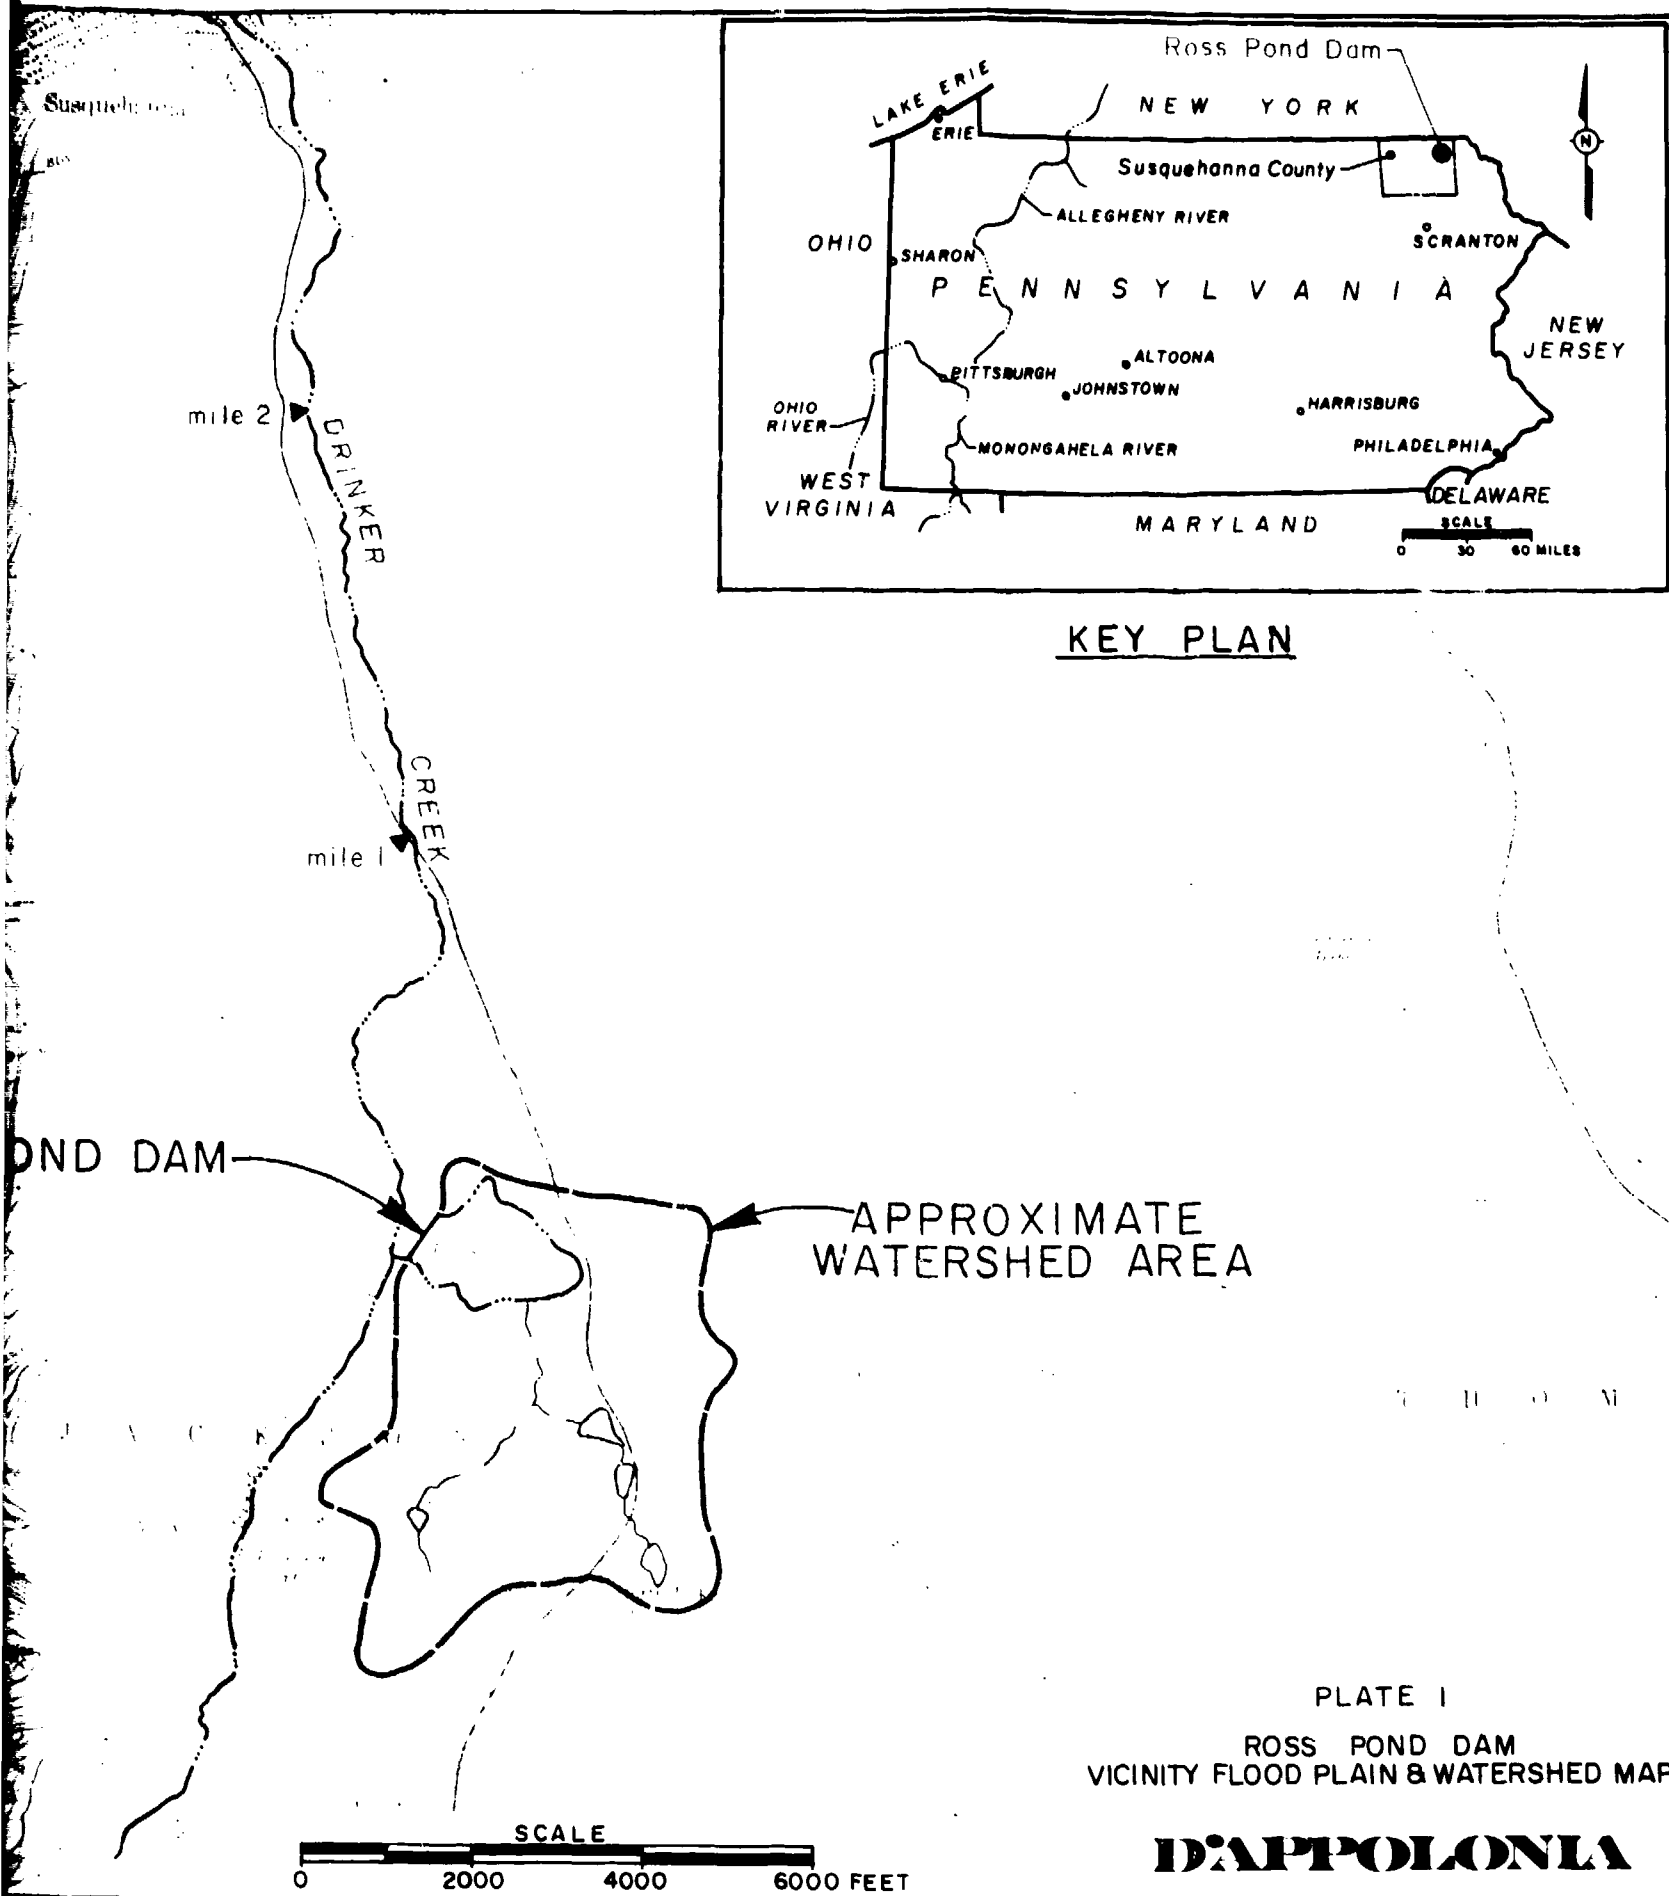 Ross Pond Dam
LAKE ERIE
NEW YORK
ERIE
N
Susquehanna County
ALLEGHENY RIVER
OHIO
SHARON
SCRANTON
PENNSYLVANIA
NEW
JERSEY
ALTOONA
PITTSBURGH
JOHNSTOWN
OHIO
RIVER
HARRISBURG
MONONGAHELA RIVER
PHILADELPHIA
WEST
VIRGINIA
DELAWARE
MARYLAND
SCALE
0 30 60 MILES
KEY PLAN
mile 2
DRINKER
CREEK
mile 1
OND DAM
APPROXIMATE
WATERSHED AREA
T H O M
PLATE 1
ROSS POND DAM
VICINITY FLOOD PLAIN & WATERSHED MAP
SCALE
0 2000 4000 6000 FEET
D'APPOLONIA